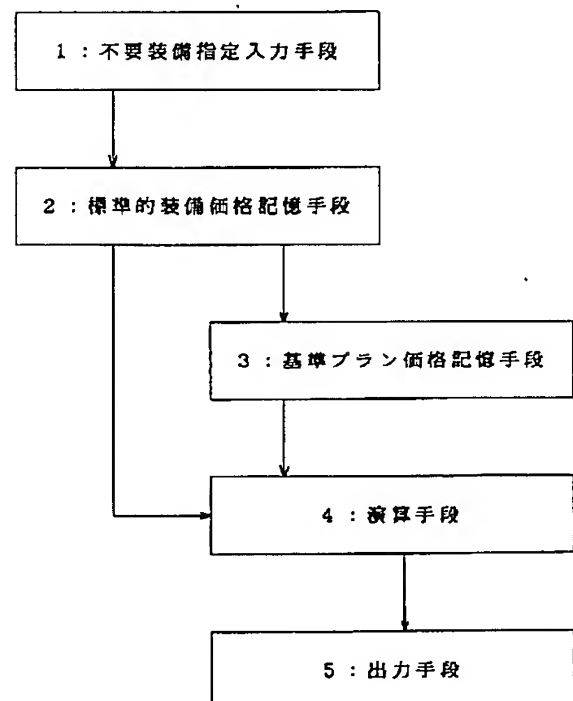 1：不要装備指定入力手段
2：標準的装備価格記憶手段
3：基準プラン価格記憶手段
4：演算手段
5：出力手段